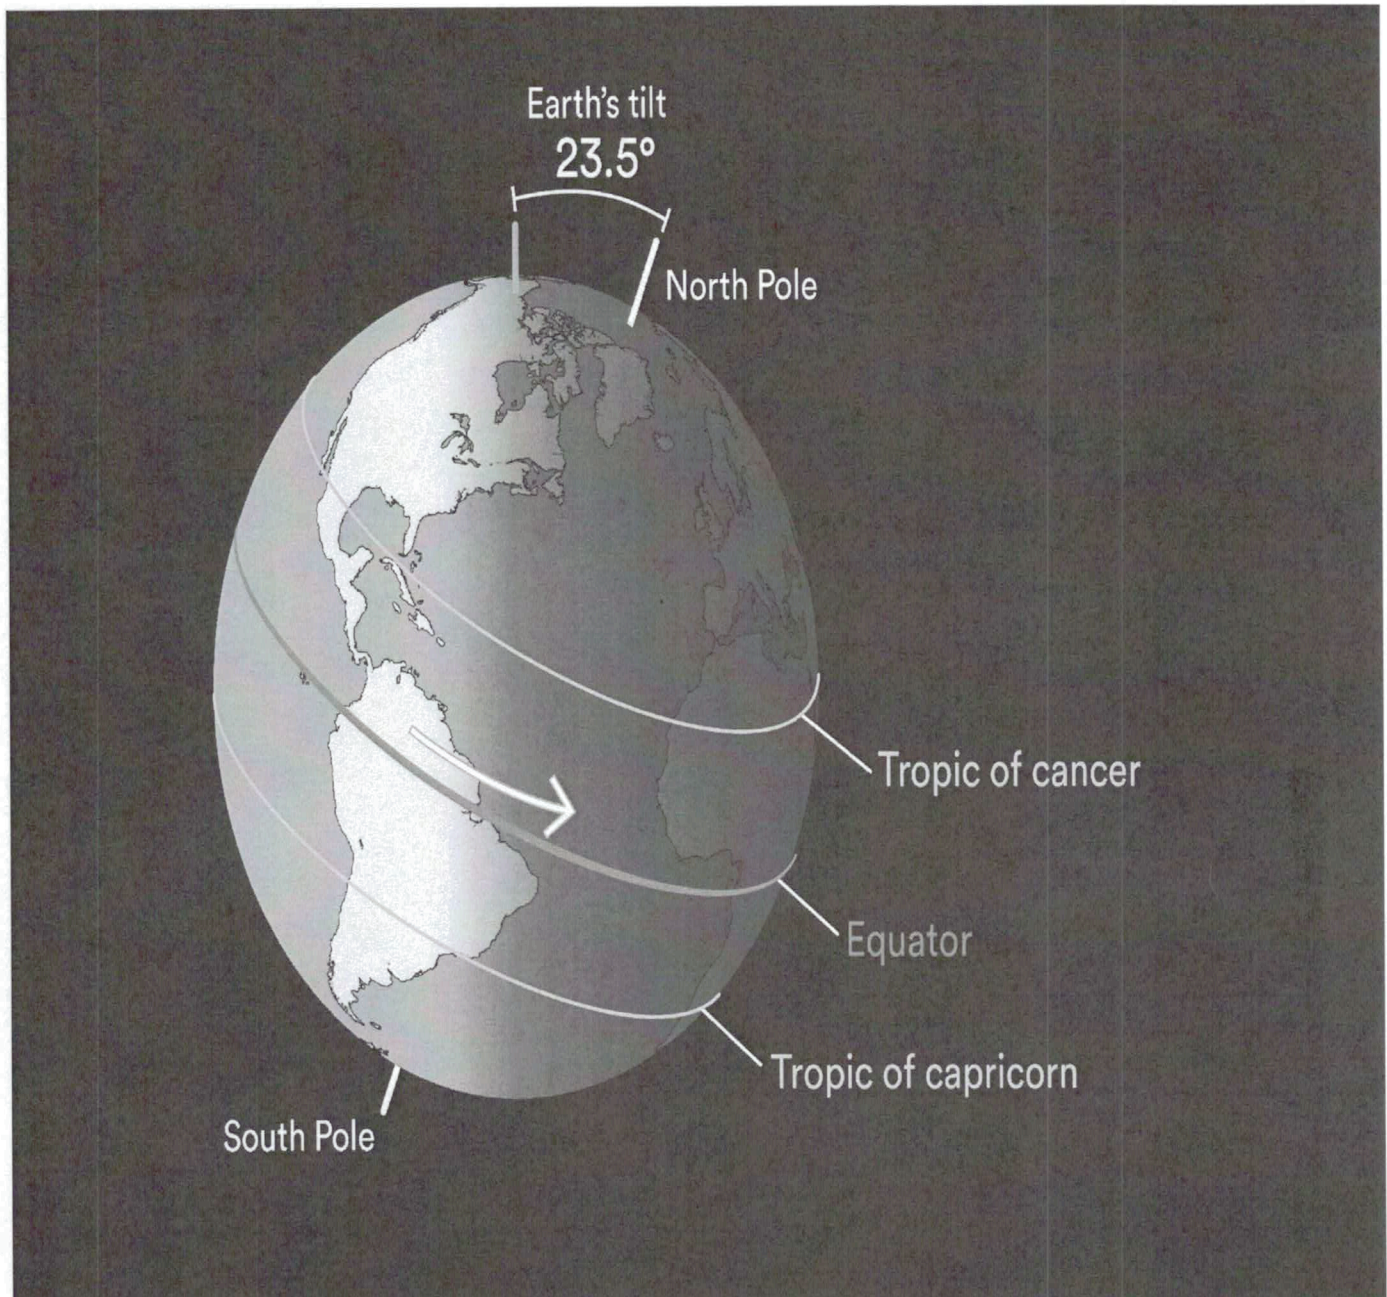 Earth's tilt
23.5°
North Pole
Tropic of cancer
Equator
Tropic of capricorn
South Pole